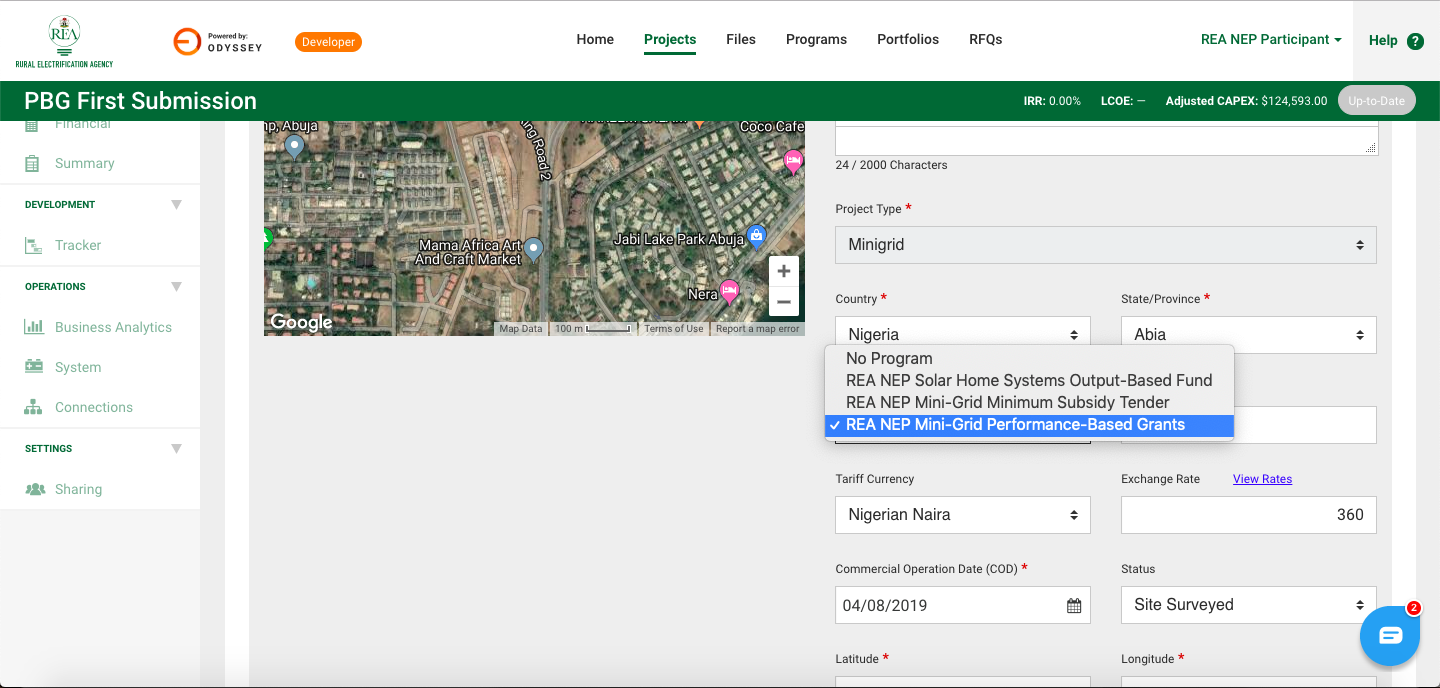 REA
RURAL ELECTRIFICATION AGENCY
Powered by:
ODYSSEY
Developer
Home
Projects
Files
Programs
Portfolios
RFQs
REA NEP Participant
Help ?
PBG First Submission
IRR: 0.00%
LCOE: —
Adjusted CAPEX: $124,593.00
Up-to-Date
Financial
Summary
DEVELOPMENT
Tracker
OPERATIONS
Business Analytics
System
Connections
SETTINGS
Sharing
Abuja
Ring Road 2
Coco Cafe
Mama Africa Art
And Craft Market
Jabi Lake Park Abuja
Nera
Google
Map Data
100 m
Terms of Use
Report a map error
24 / 2000 Characters
Project Type *
Minigrid
Country *
State/Province *
Nigeria
Abia
No Program
REA NEP Solar Home Systems Output-Based Fund
REA NEP Mini-Grid Minimum Subsidy Tender
✓ REA NEP Mini-Grid Performance-Based Grants
Tariff Currency
Exchange Rate
View Rates
Nigerian Naira
360
Commercial Operation Date (COD) *
Status
04/08/2019
Site Surveyed
2
Latitude *
Longitude *